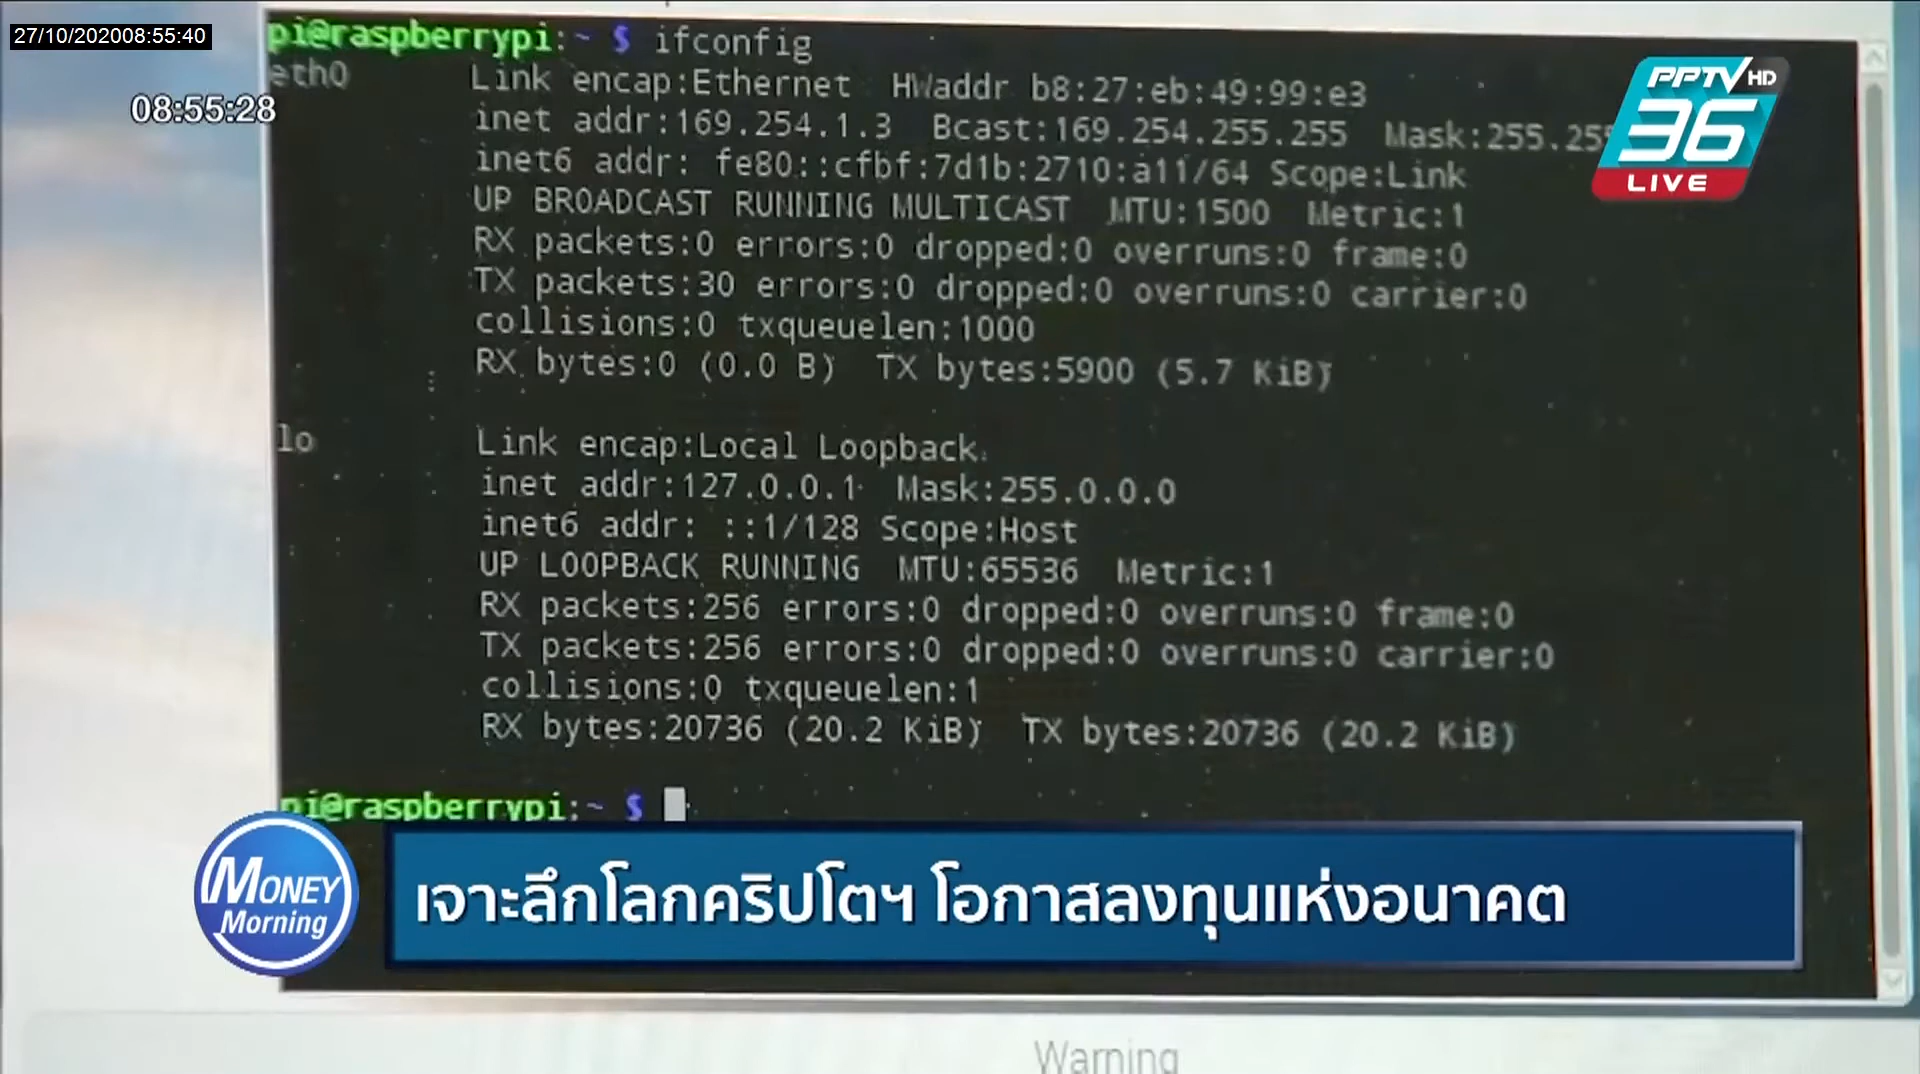 27/10/202008:55:40
08:55:28
PPTV HD
36
LIVE
pi@raspberrypi:~ $ ifconfig
eth0 Link encap:Ethernet HWaddr b8:27:eb:49:99:e3
inet addr:169.254.1.3 Bcast:169.254.255.255 Mask:255.255
inet6 addr: fe80::cfbf:7d1b:2710:a11/64 Scope:Link
UP BROADCAST RUNNING MULTICAST MTU:1500 Metric:1
RX packets:0 errors:0 dropped:0 overruns:0 frame:0
TX packets:30 errors:0 dropped:0 overruns:0 carrier:0
collisions:0 txqueuelen:1000
RX bytes:0 (0.0 B) TX bytes:5900 (5.7 KiB)
lo Link encap:Local Loopback
inet addr:127.0.0.1 Mask:255.0.0.0
inet6 addr: ::1/128 Scope:Host
UP LOOPBACK RUNNING MTU:65536 Metric:1
RX packets:256 errors:0 dropped:0 overruns:0 frame:0
TX packets:256 errors:0 dropped:0 overruns:0 carrier:0
collisions:0 txqueuelen:1
RX bytes:20736 (20.2 KiB) TX bytes:20736 (20.2 KiB)
pi@raspberrypi:~ $
MONEY
Morning
เจาะลึกโลกคริปโตฯ โอกาสลงทุนแห่งอนาคต
Warning